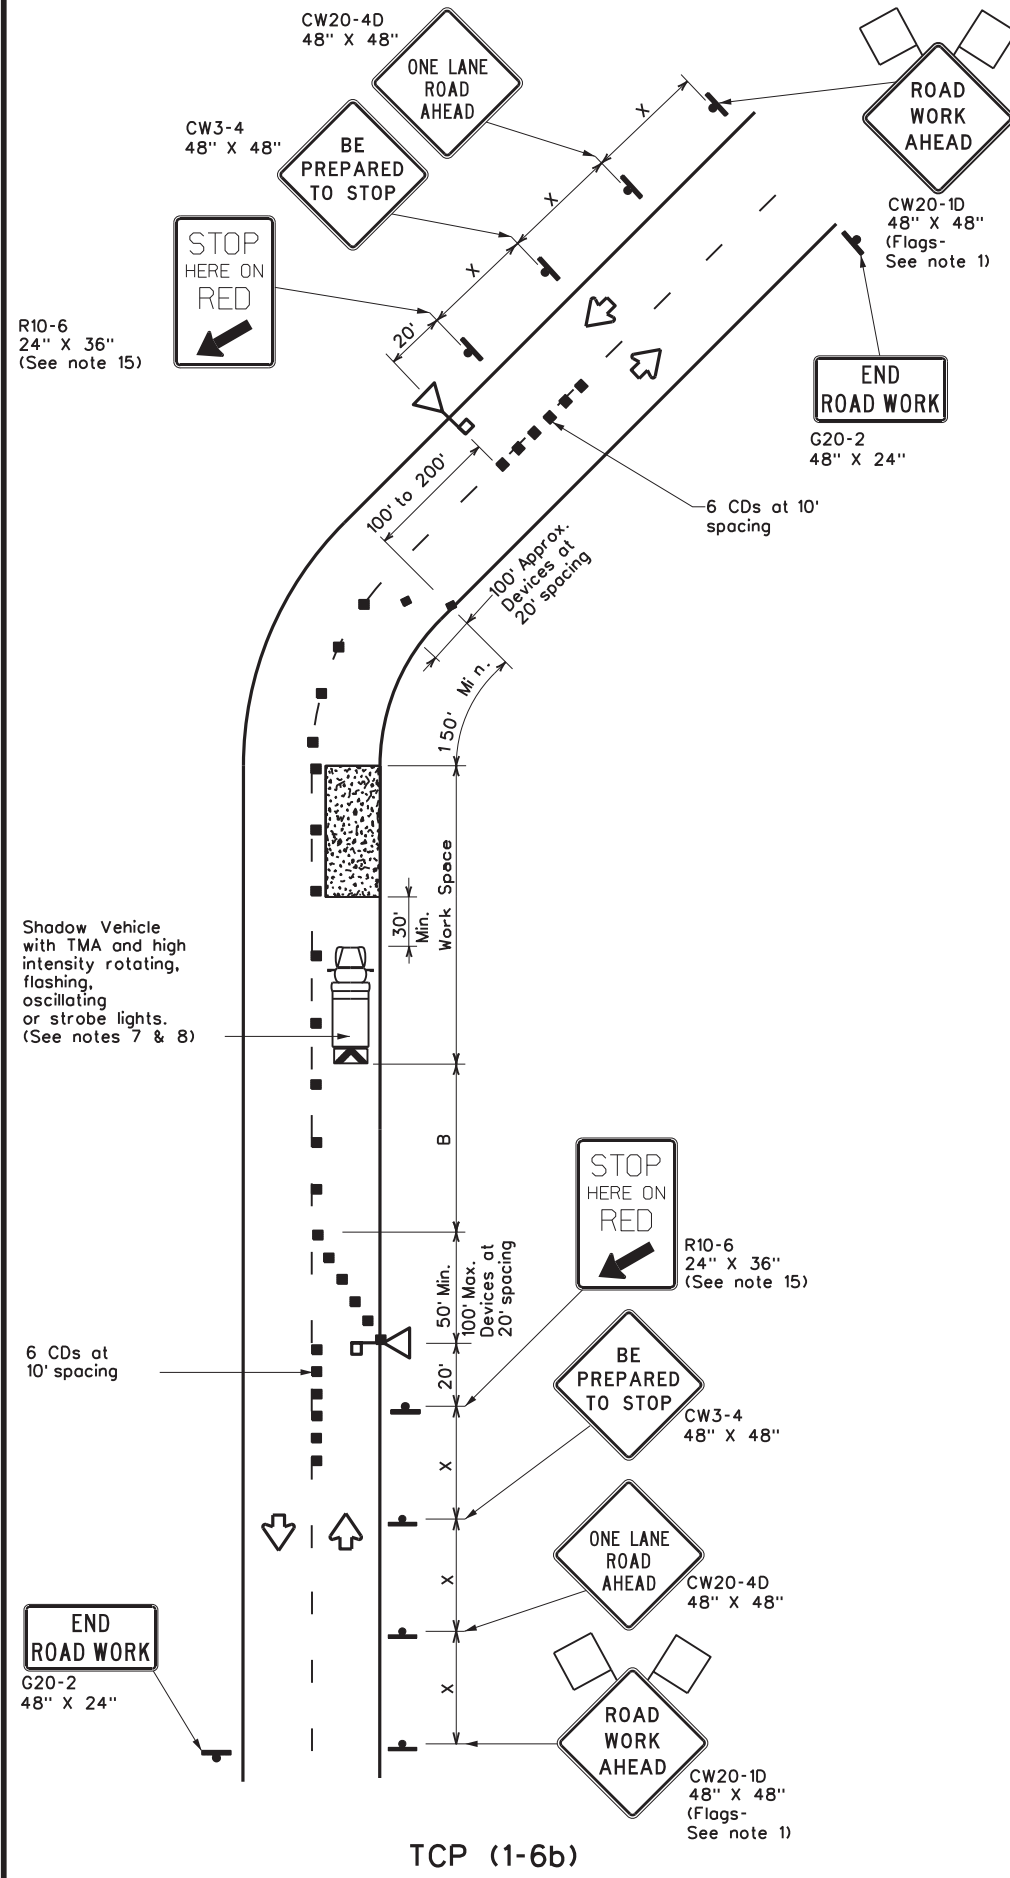 CW20-4D
48" X 48"
ONE LANE
ROAD
AHEAD
ROAD
WORK
AHEAD
CW20-1D
48" X 48"
(Flags-
See note 1)
CW3-4
48" X 48"
BE
PREPARED
TO STOP
X
X
X
20'
STOP
HERE ON
RED
R10-6
24" X 36"
(See note 15)
END
ROAD WORK
G20-2
48" X 24"
6 CDs at 10'
spacing
100' to 200'
100' Approx.
Devices at
20' spacing
150' Min.
Work Space
30'
Min.
Shadow Vehicle
with TMA and high
intensity rotating,
flashing,
oscillating
or strobe lights.
(See notes 7 & 8)
B
50' Min.
100' Max.
Devices at
20' spacing
STOP
HERE ON
RED
R10-6
24" X 36"
(See note 15)
6 CDs at
10' spacing
20'
BE
PREPARED
TO STOP
CW3-4
48" X 48"
X
X
X
ONE LANE
ROAD
AHEAD
CW20-4D
48" X 48"
END
ROAD WORK
G20-2
48" X 24"
ROAD
WORK
AHEAD
CW20-1D
48" X 48"
(Flags-
See note 1)
TCP (1-6b)